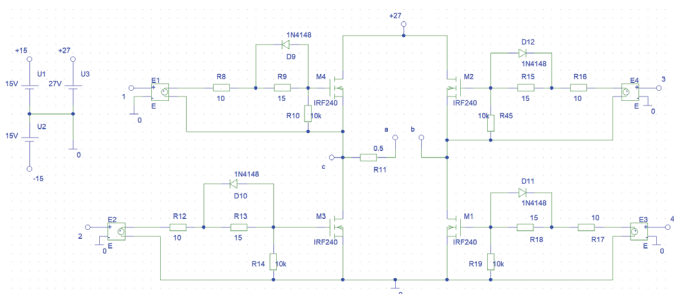 +27
1N4148
D9
D12
1N4148
+15
+27
U1
15V
U3
27V
U2
15V
-15
0
1
E1
E
0
R8
10
R9
15
M4
IRF240
R10
10k
M2
IRF240
R15
15
R16
10
E4
E
3
0
10k
R45
a
b
0.5
R11
c
1N4148
D10
D11
1N4148
2
E2
E
0
R12
10
R13
15
M3
IRF240
R14
10k
M1
IRF240
15
R18
10
R17
E3
E
4
0
R19
10k
0